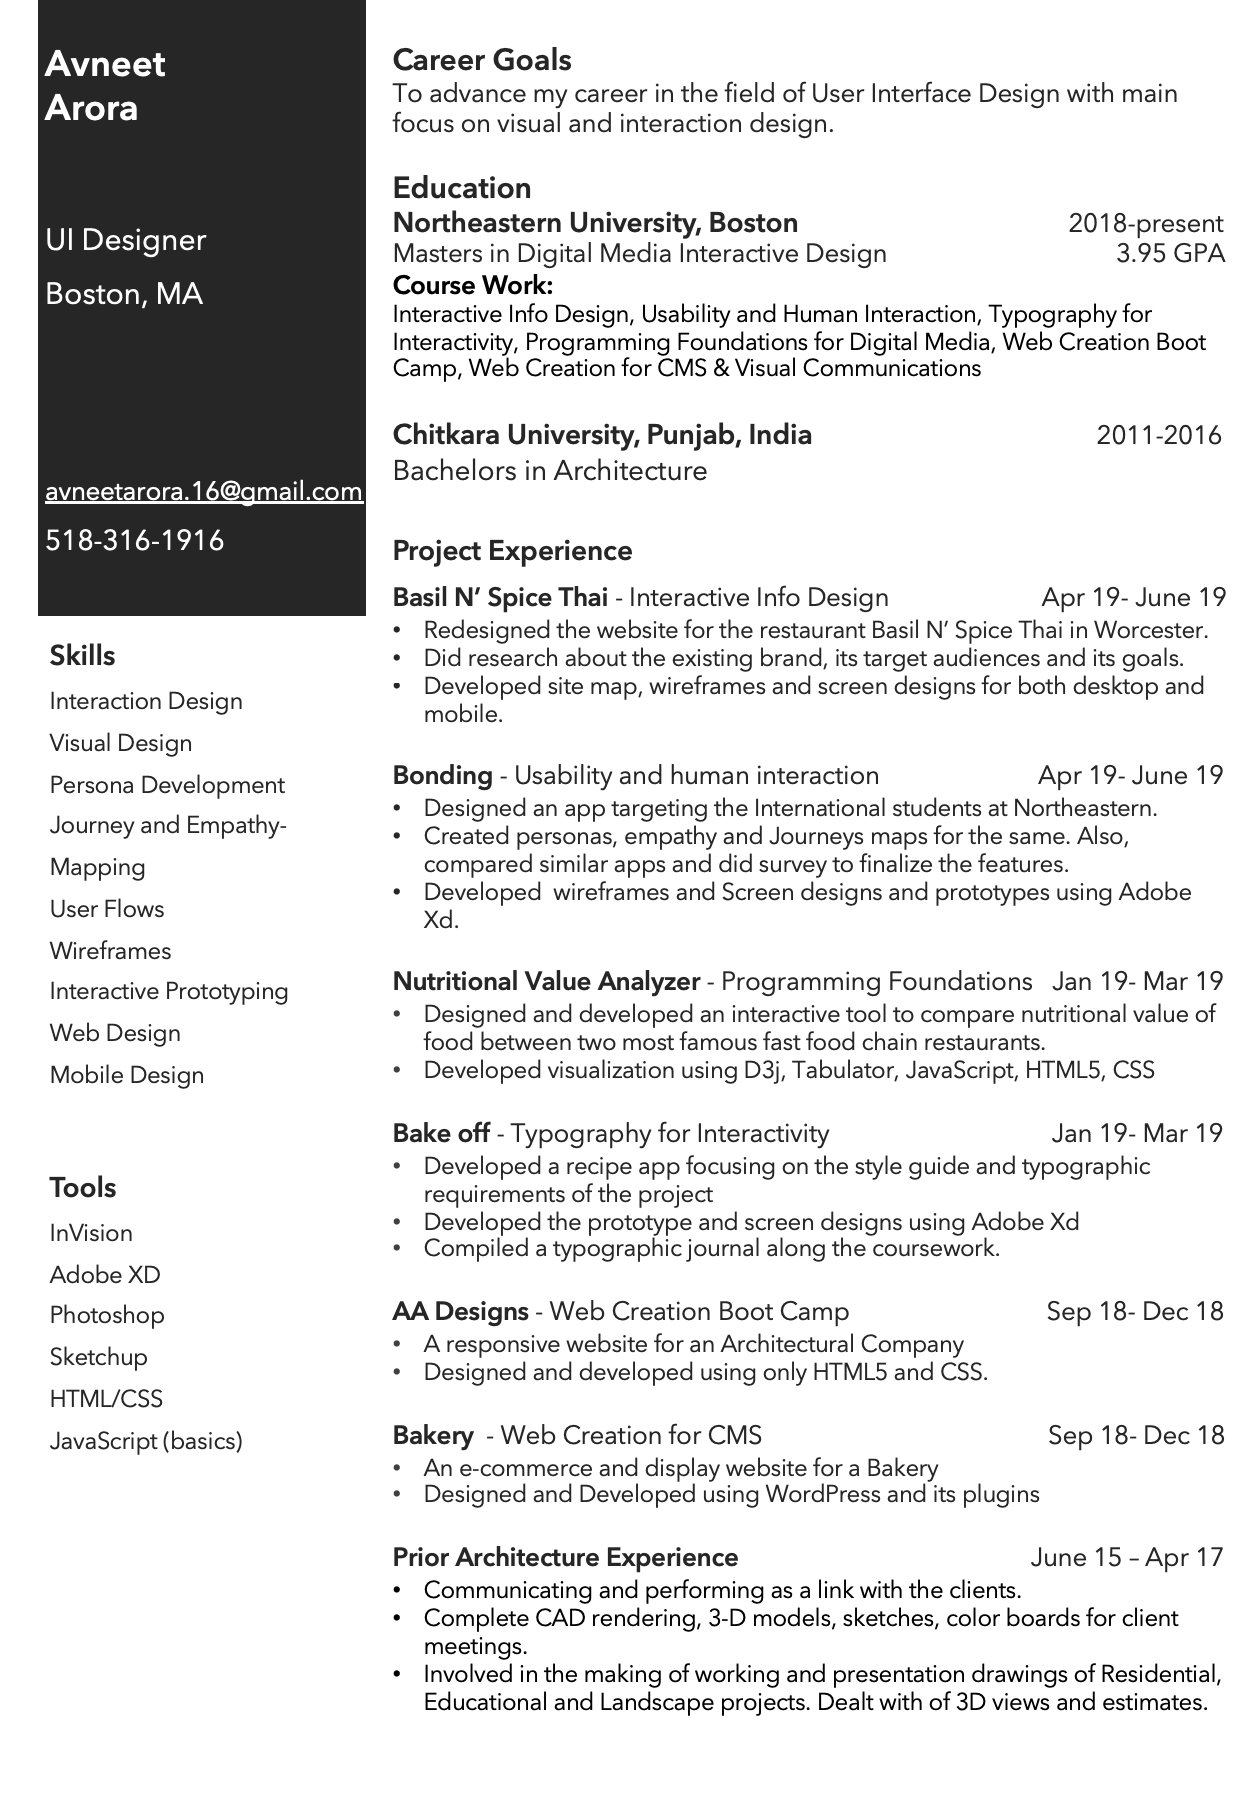 Avneet
Arora
UI Designer
Boston, MA
avneetarora.16@gmail.com
518-316-1916
Skills
Interaction Design
Visual Design
Persona Development
Journey and Empathy-
Mapping
User Flows
Wireframes
Interactive Prototyping
Web Design
Mobile Design
Tools
InVision
Adobe XD
Photoshop
Sketchup
HTML/CSS
JavaScript (basics)
Career Goals
To advance my career in the field of User Interface Design with main
focus on visual and interaction design.
Education
Northeastern University, Boston 2018-present
Masters in Digital Media Interactive Design 3.95 GPA
Course Work:
Interactive Info Design, Usability and Human Interaction, Typography for
Interactivity, Programming Foundations for Digital Media, Web Creation Boot
Camp, Web Creation for CMS & Visual Communications
Chitkara University, Punjab, India 2011-2016
Bachelors in Architecture
Project Experience
Basil N’ Spice Thai - Interactive Info Design Apr 19- June 19
• Redesigned the website for the restaurant Basil N’ Spice Thai in Worcester.
• Did research about the existing brand, its target audiences and its goals.
• Developed site map, wireframes and screen designs for both desktop and
mobile.
Bonding - Usability and human interaction Apr 19- June 19
• Designed an app targeting the International students at Northeastern.
• Created personas, empathy and Journeys maps for the same. Also,
compared similar apps and did survey to finalize the features.
• Developed  wireframes and Screen designs and prototypes using Adobe
Xd.
Nutritional Value Analyzer - Programming Foundations Jan 19- Mar 19
• Designed and developed an interactive tool to compare nutritional value of
food between two most famous fast food chain restaurants.
• Developed visualization using D3j, Tabulator, JavaScript, HTML5, CSS
Bake off - Typography for Interactivity Jan 19- Mar 19
• Developed a recipe app focusing on the style guide and typographic
requirements of the project
• Developed the prototype and screen designs using Adobe Xd
• Compiled a typographic journal along the coursework.
AA Designs - Web Creation Boot Camp Sep 18- Dec 18
• A responsive website for an Architectural Company
• Designed and developed using only HTML5 and CSS.
Bakery  - Web Creation for CMS Sep 18- Dec 18
• An e-commerce and display website for a Bakery
• Designed and Developed using WordPress and its plugins
Prior Architecture Experience June 15 – Apr 17
• Communicating and performing as a link with the clients.
• Complete CAD rendering, 3-D models, sketches, color boards for client
meetings.
• Involved in the making of working and presentation drawings of Residential,
Educational and Landscape projects. Dealt with of 3D views and estimates.